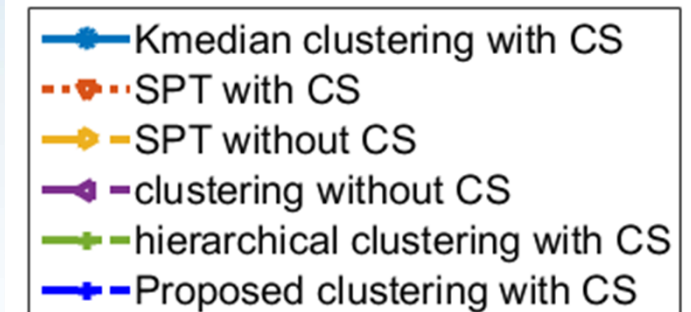 Kmedian clustering with CS
SPT with CS
SPT without CS
clustering without CS
hierarchical clustering with CS
Proposed clustering with CS